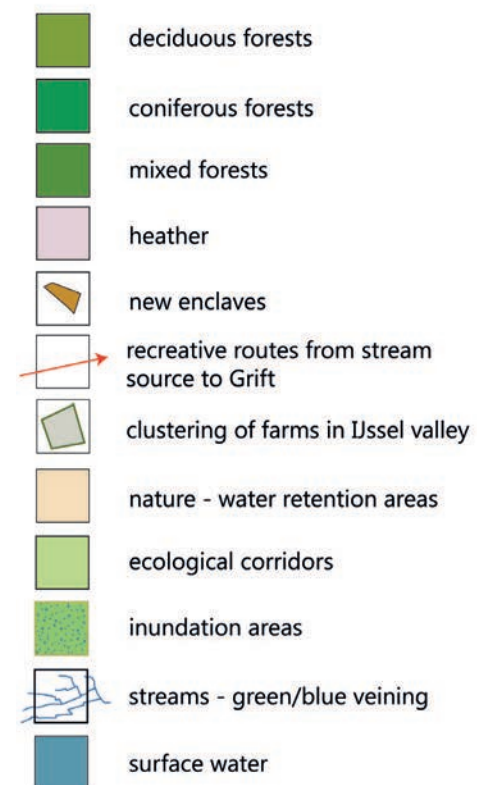 deciduous forests
coniferous forests
mixed forests
heather
new enclaves
recreative routes from stream
source to Grift
clustering of farms in IJssel valley
nature - water retention areas
ecological corridors
inundation areas
streams - green/blue veining
surface water